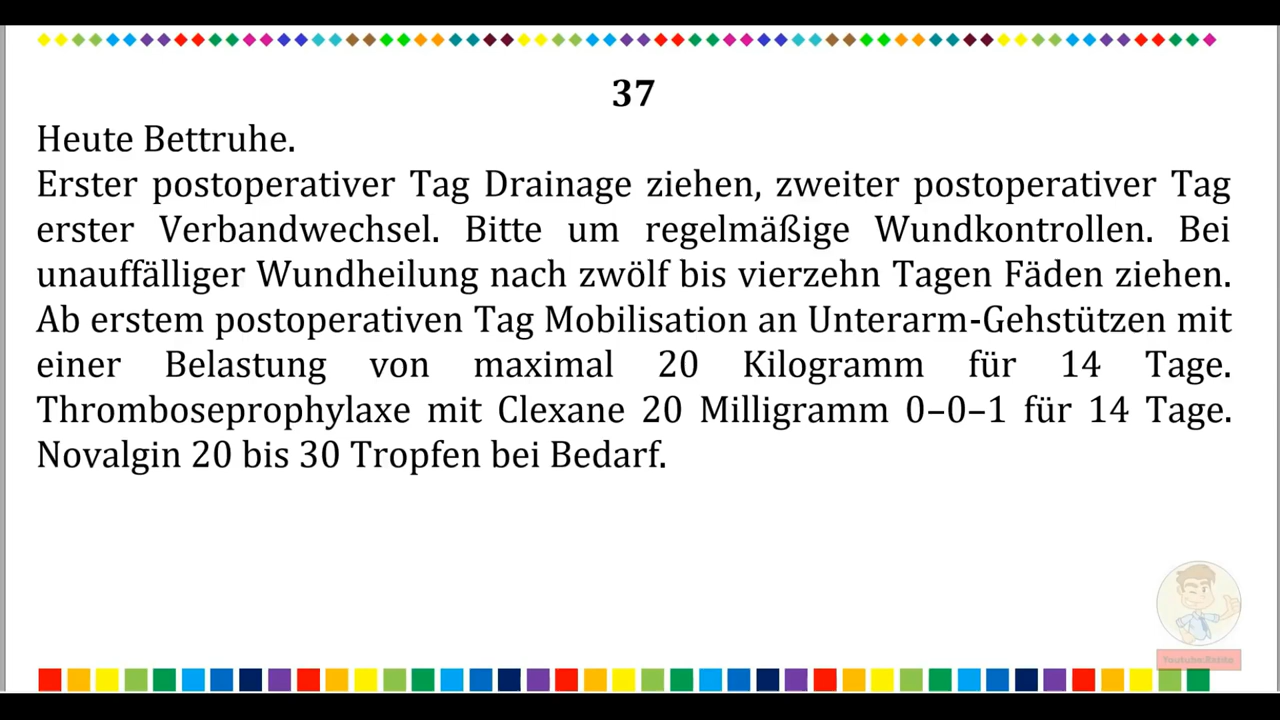 37
Heute Bettruhe.
Erster postoperativer Tag Drainage ziehen, zweiter postoperativer Tag
erster Verbandwechsel. Bitte um regelmäßige Wundkontrollen. Bei
unauffälliger Wundheilung nach zwölf bis vierzehn Tagen Fäden ziehen.
Ab erstem postoperativen Tag Mobilisation an Unterarm-Gehstützen mit
einer Belastung von maximal 20 Kilogramm für 14 Tage.
Thromboseprophylaxe mit Clexane 20 Milligramm 0–0–1 für 14 Tage.
Novalgin 20 bis 30 Tropfen bei Bedarf.